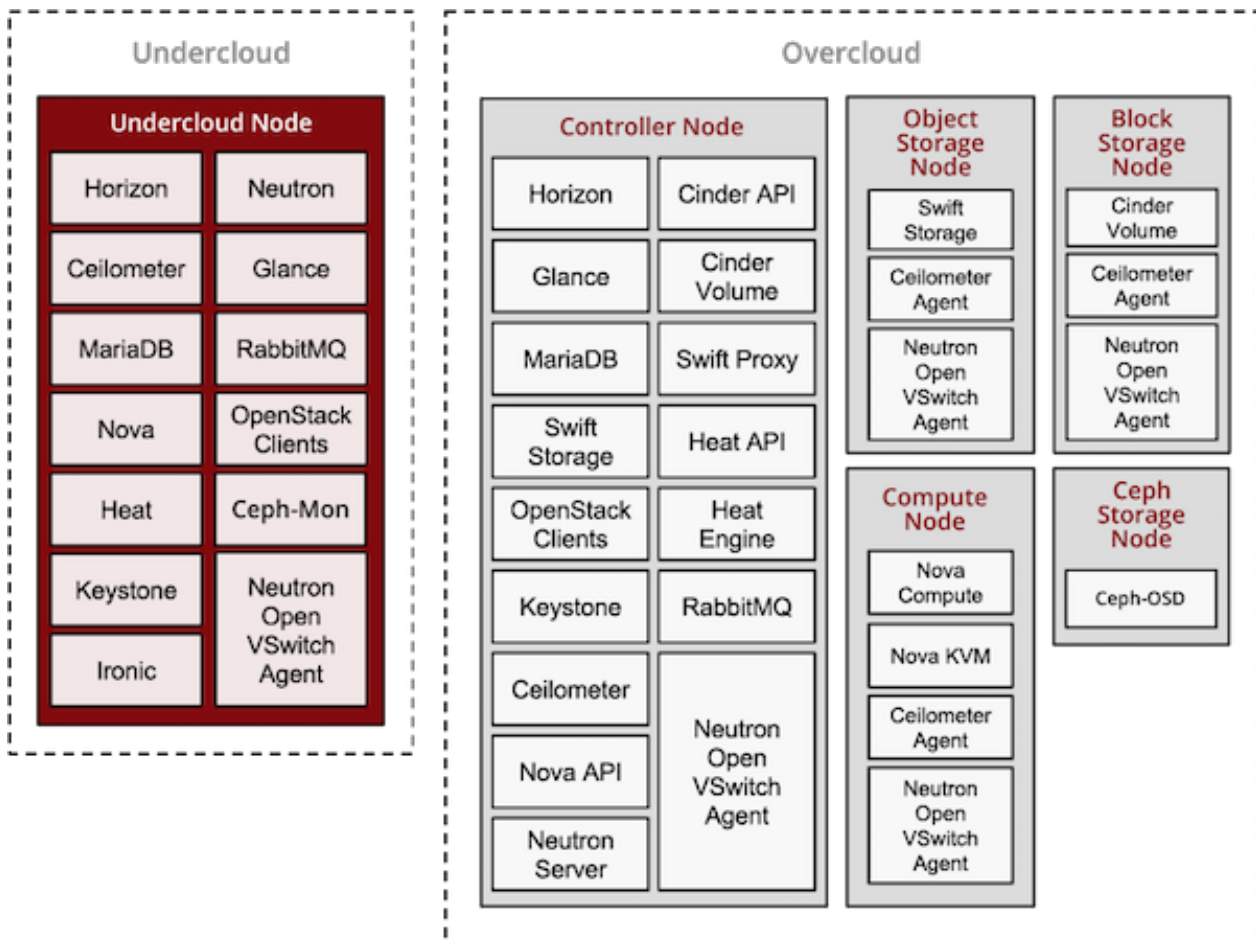 Undercloud
Undercloud Node
Horizon
Neutron
Ceilometer
Glance
MariaDB
RabbitMQ
Nova
OpenStack
Clients
Heat
Ceph-Mon
Keystone
Ironic
Neutron
Open
VSwitch
Agent
Overcloud
Controller Node
Horizon
Cinder API
Glance
Cinder
Volume
MariaDB
Swift Proxy
Swift
Storage
Heat API
OpenStack
Clients
Heat
Engine
Keystone
RabbitMQ
Ceilometer
Nova API
Neutron
Server
Neutron
Open
VSwitch
Agent
Object
Storage
Node
Swift
Storage
Ceilometer
Agent
Neutron
Open
VSwitch
Agent
Block
Storage
Node
Cinder
Volume
Ceilometer
Agent
Neutron
Open
VSwitch
Agent
Compute
Node
Nova
Compute
Nova KVM
Ceilometer
Agent
Neutron
Open
VSwitch
Agent
Ceph
Storage
Node
Ceph-OSD